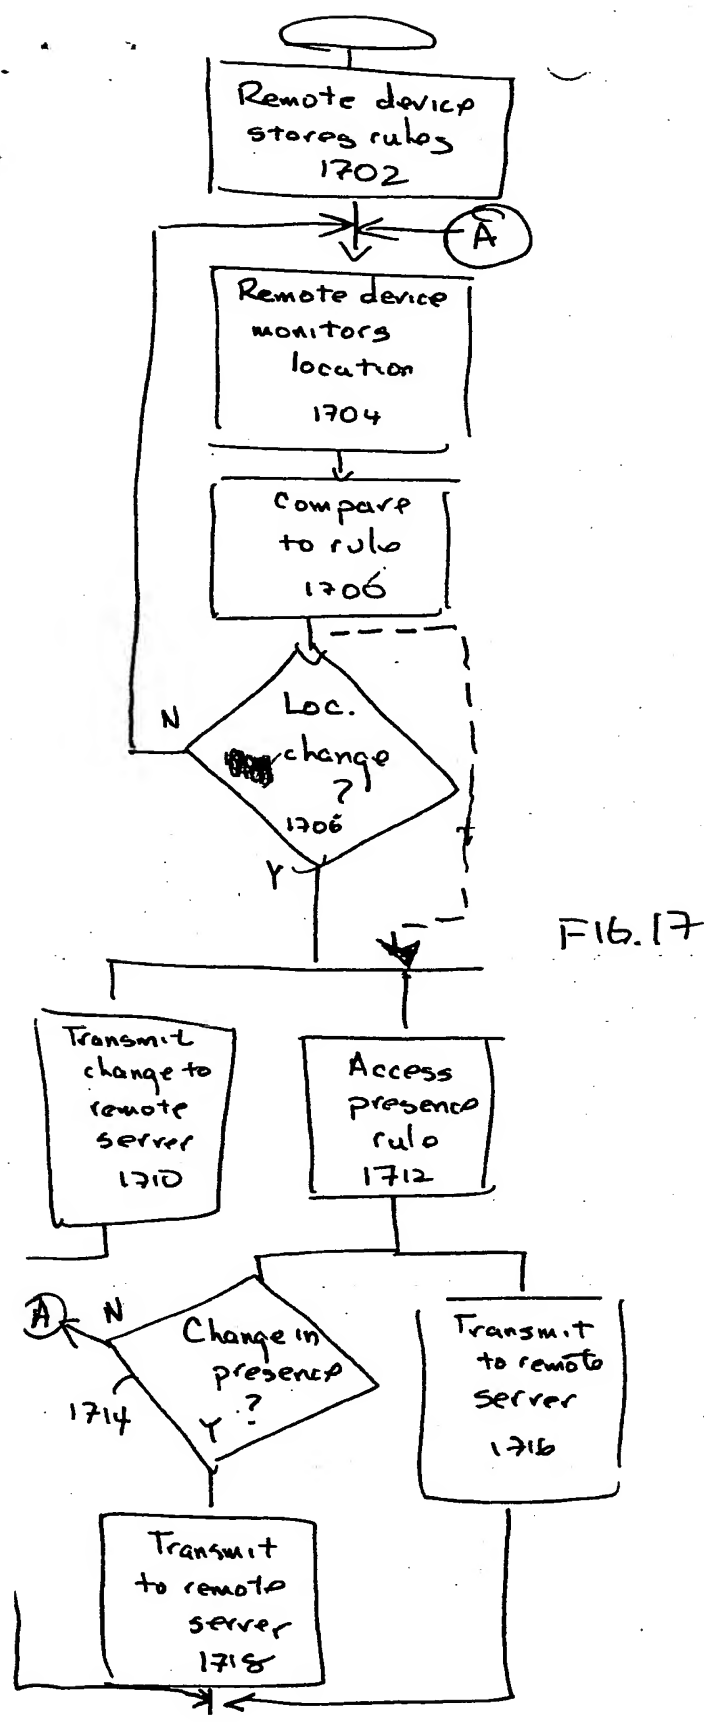 Remote device
stores rules
1702
A
Remote device
monitors
location
1704
Compare
to rule
1706
Loc.
N
change
?
1706
Y
FIG. 17
Transmit
change to
remote
server
1710
Access
presence
rule
1712
A
N
Change in
presence
?
1714
Y
Transmit
to remote
server
1716
Transmit
to remote
server
1718